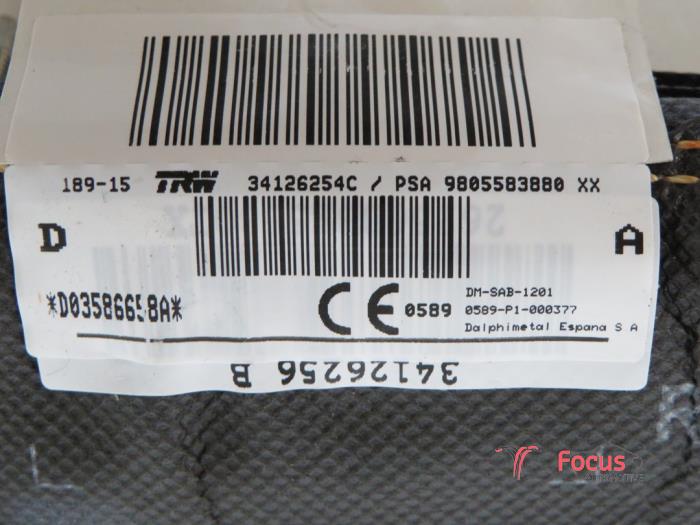 189-15 TRW 34126254C / PSA 9805583880 XX
D A
*D03586658A*
CE 0589
DM-SAB-1201
0589-P1-000377
Dalphimetal Espana S A
34126256 B
Focus
AUTOMOTIVE